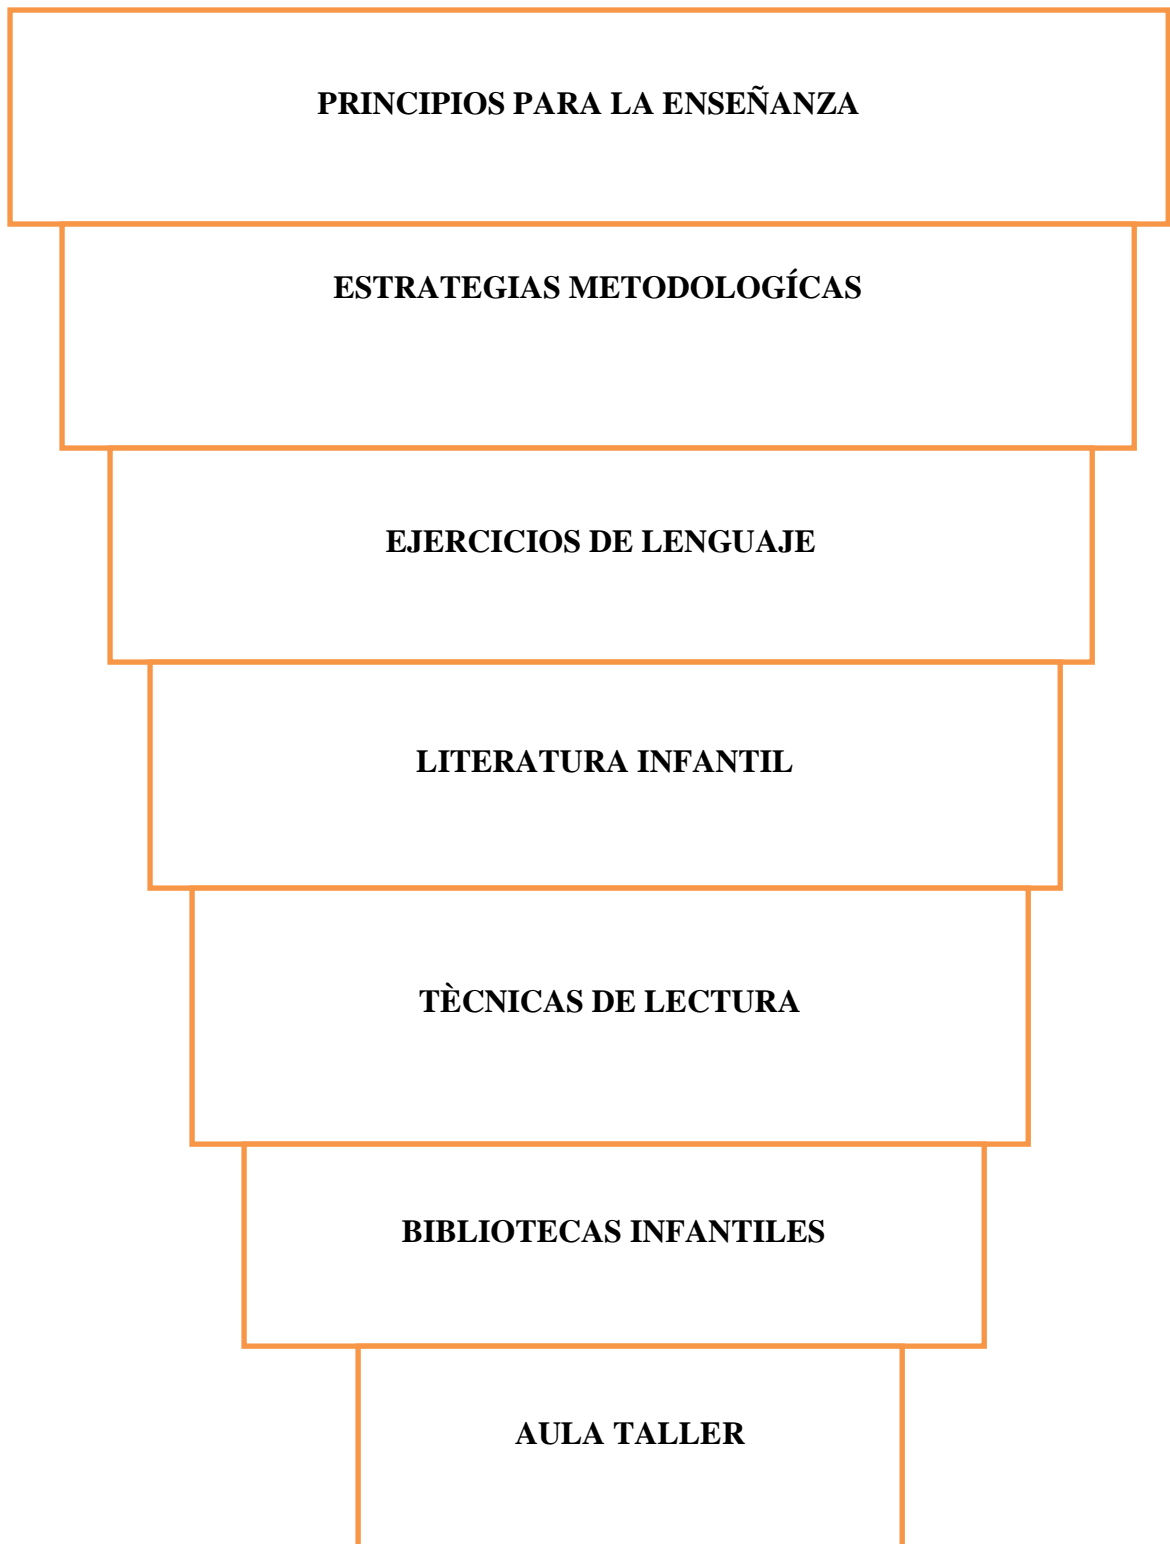 PRINCIPIOS PARA LA ENSEÑANZA
ESTRATEGIAS METODOLOGÍCAS
EJERCICIOS DE LENGUAJE
LITERATURA INFANTIL
TÈCNICAS DE LECTURA
BIBLIOTECAS INFANTILES
AULA TALLER